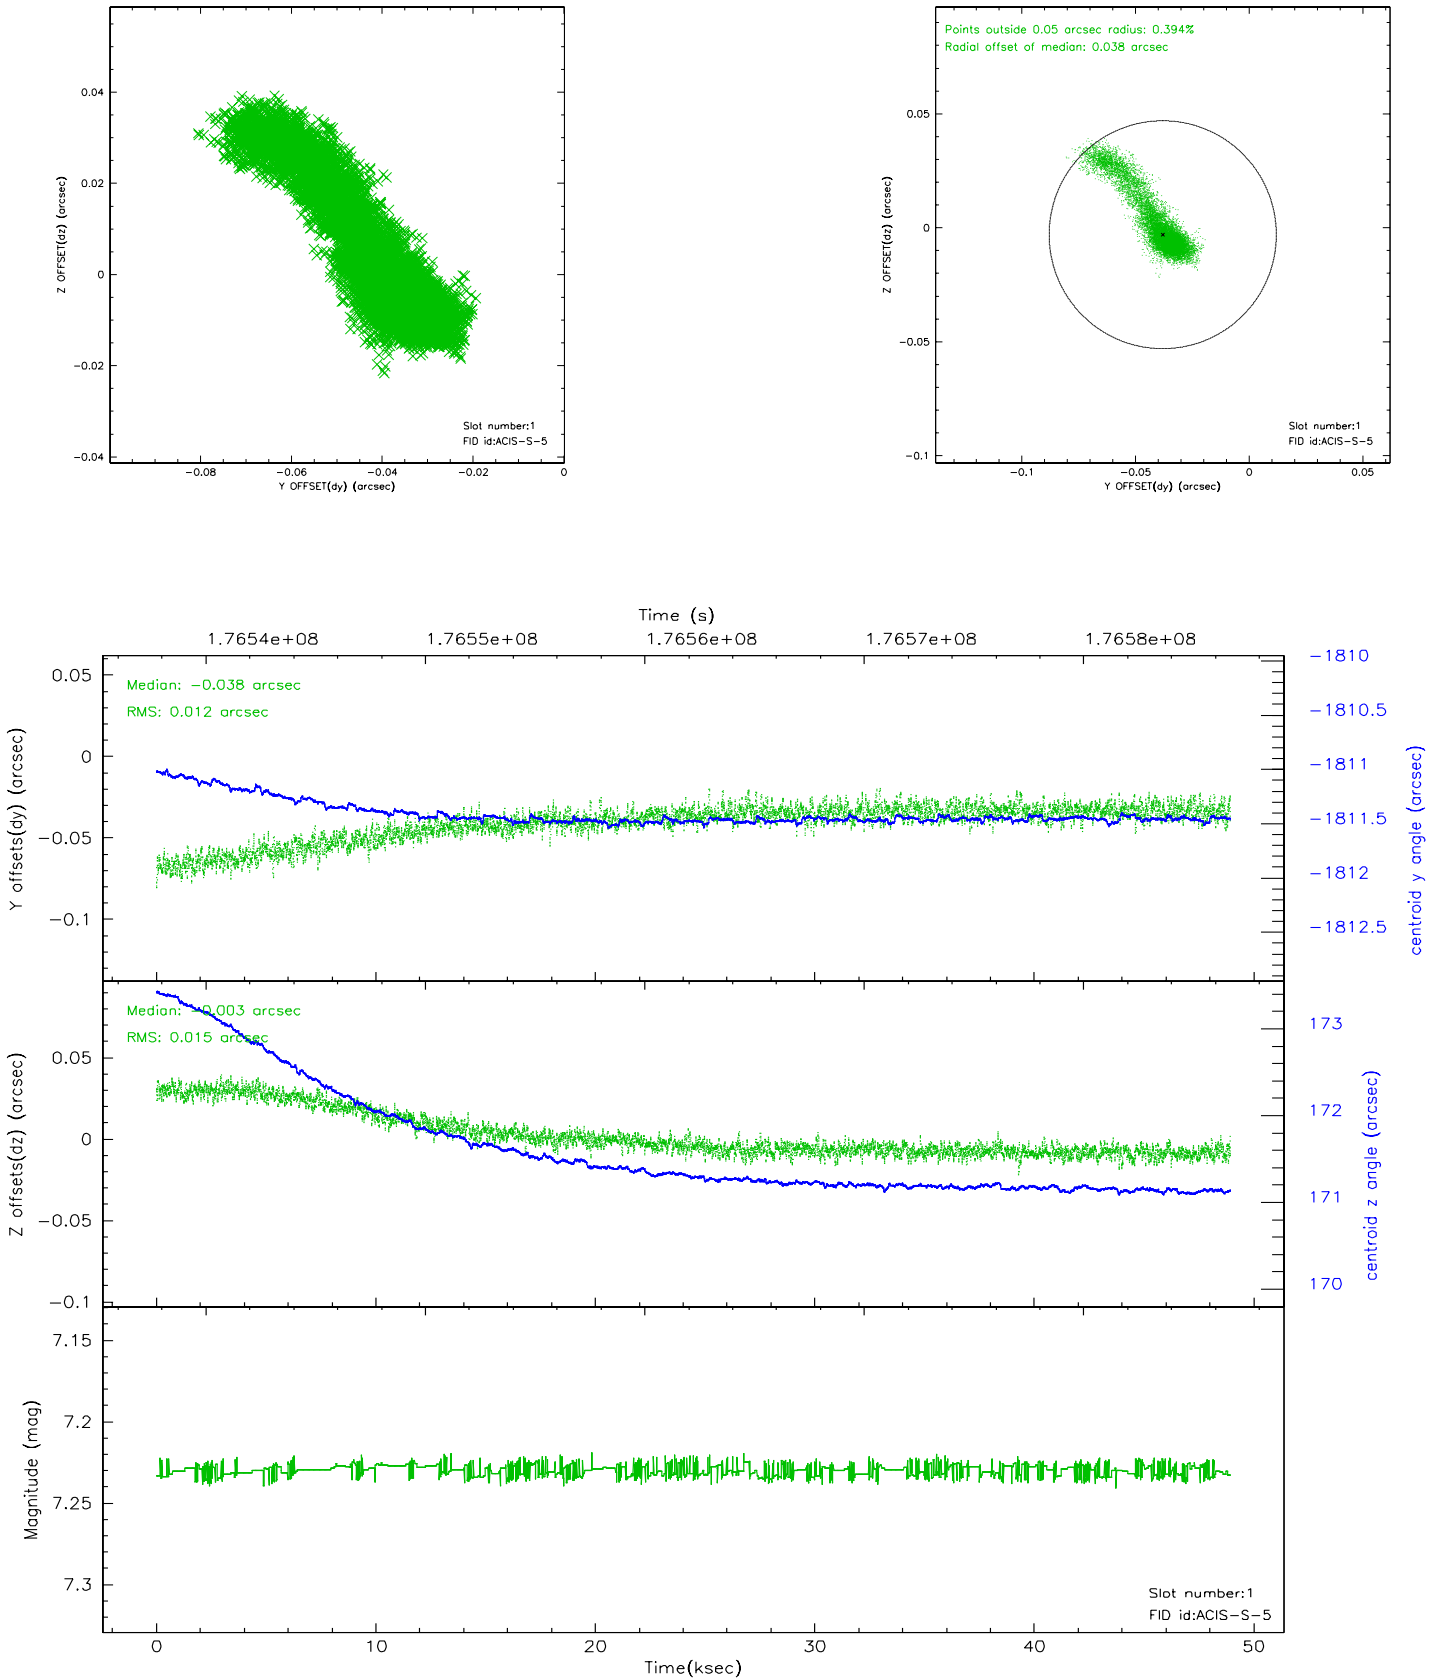 0.04
0.02
0
−0.02
−0.04
Z OFFSET(dz) (arcsec)
−0.08
−0.06
−0.04
−0.02
0
Y OFFSET(dy) (arcsec)
Slot number:1
FID id:ACIS−S−5
Points outside 0.05 arcsec radius: 0.394%
Radial offset of median: 0.038 arcsec
0.05
0
−0.05
−0.1
Z OFFSET(dz) (arcsec)
−0.1
−0.05
0
0.05
Y OFFSET(dy) (arcsec)
Slot number:1
FID id:ACIS−S−5
Time (s)
1.7654e+08
1.7655e+08
1.7656e+08
1.7657e+08
1.7658e+08
Median: −0.038 arcsec
RMS: 0.012 arcsec
0.05
0
−0.05
−0.1
Y offsets(dy) (arcsec)
−1810
−1810.5
−1811
−1811.5
−1812
−1812.5
centroid y angle (arcsec)
Median: −0.003 arcsec
RMS: 0.015 arcsec
0.05
0
−0.05
−0.1
Z offsets(dz) (arcsec)
173
172
171
170
centroid z angle (arcsec)
7.15
7.2
7.25
7.3
Magnitude (mag)
Slot number:1
FID id:ACIS−S−5
0
10
20
30
40
50
Time(ksec)